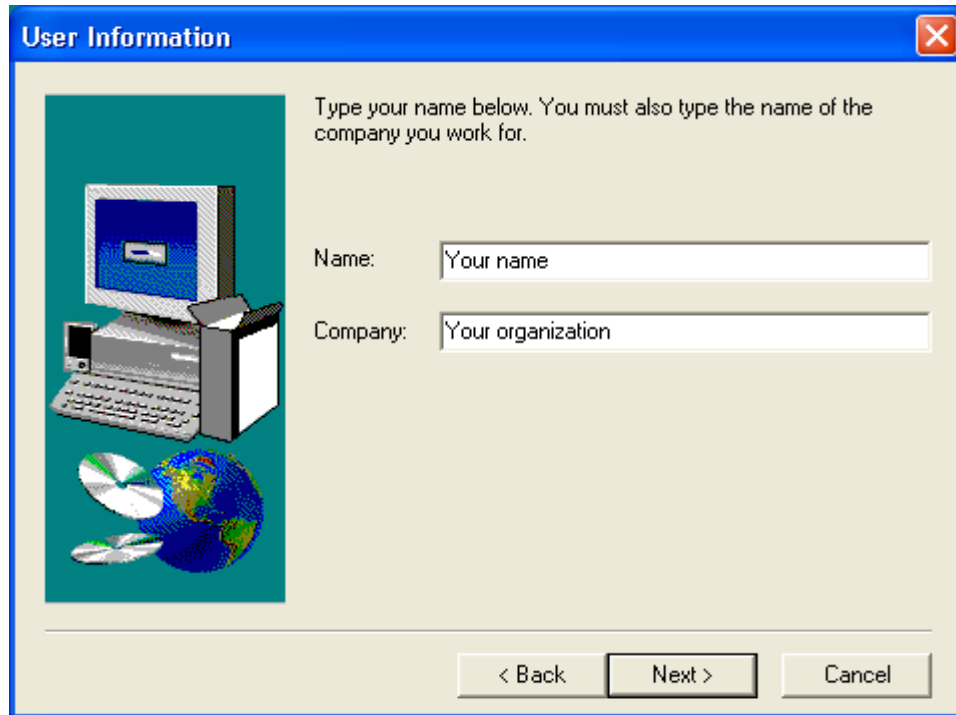 User Information
Type your name below. You must also type the name of the
company you work for.
Name: Your name
Company: Your organization
< Back Next > Cancel